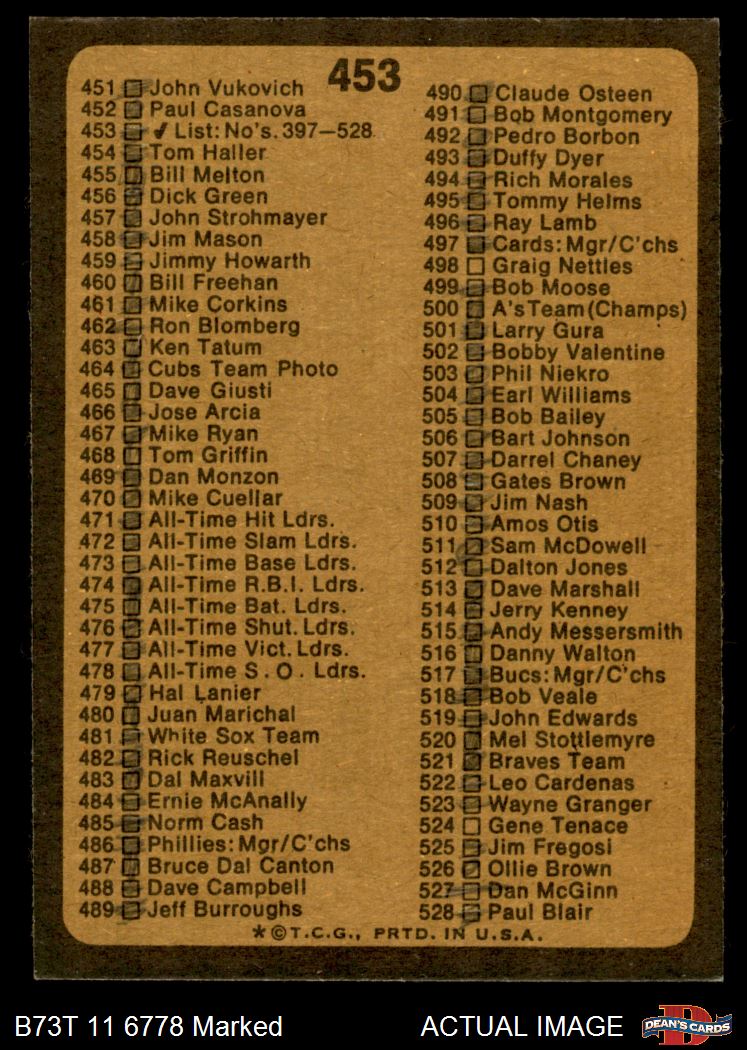 453
451 John Vukovich
452 Paul Casanova
453 ✓ List: No's. 397–528
454 Tom Haller
455 Bill Melton
456 Dick Green
457 John Strohmayer
458 Jim Mason
459 Jimmy Howarth
460 Bill Freehan
461 Mike Corkins
462 Ron Blomberg
463 Ken Tatum
464 Cubs Team Photo
465 Dave Giusti
466 Jose Arcia
467 Mike Ryan
468 Tom Griffin
469 Dan Monzon
470 Mike Cuellar
471 All-Time Hit Ldrs.
472 All-Time Slam Ldrs.
473 All-Time Base Ldrs.
474 All-Time R.B.I. Ldrs.
475 All-Time Bat. Ldrs.
476 All-Time Shut. Ldrs.
477 All-Time Vict. Ldrs.
478 All-Time S.O. Ldrs.
479 Hal Lanier
480 Juan Marichal
481 White Sox Team
482 Rick Reuschel
483 Dal Maxvill
484 Ernie McAnally
485 Norm Cash
486 Phillies: Mgr/C'chs
487 Bruce Dal Canton
488 Dave Campbell
489 Jeff Burroughs
490 Claude Osteen
491 Bob Montgomery
492 Pedro Borbon
493 Duffy Dyer
494 Rich Morales
495 Tommy Helms
496 Ray Lamb
497 Cards: Mgr/C'chs
498 Graig Nettles
499 Bob Moose
500 A's Team (Champs)
501 Larry Gura
502 Bobby Valentine
503 Phil Niekro
504 Earl Williams
505 Bob Bailey
506 Bart Johnson
507 Darrel Chaney
508 Gates Brown
509 Jim Nash
510 Amos Otis
511 Sam McDowell
512 Dalton Jones
513 Dave Marshall
514 Jerry Kenney
515 Andy Messersmith
516 Danny Walton
517 Bucs: Mgr/C'chs
518 Bob Veale
519 John Edwards
520 Mel Stottlemyre
521 Braves Team
522 Leo Cardenas
523 Wayne Granger
524 Gene Tenace
525 Jim Fregosi
526 Ollie Brown
527 Dan McGinn
528 Paul Blair
*©T.C.G., PRTD. IN U.S.A.
B73T 11 6778 Marked
ACTUAL IMAGE
D
DEAN'S CARDS